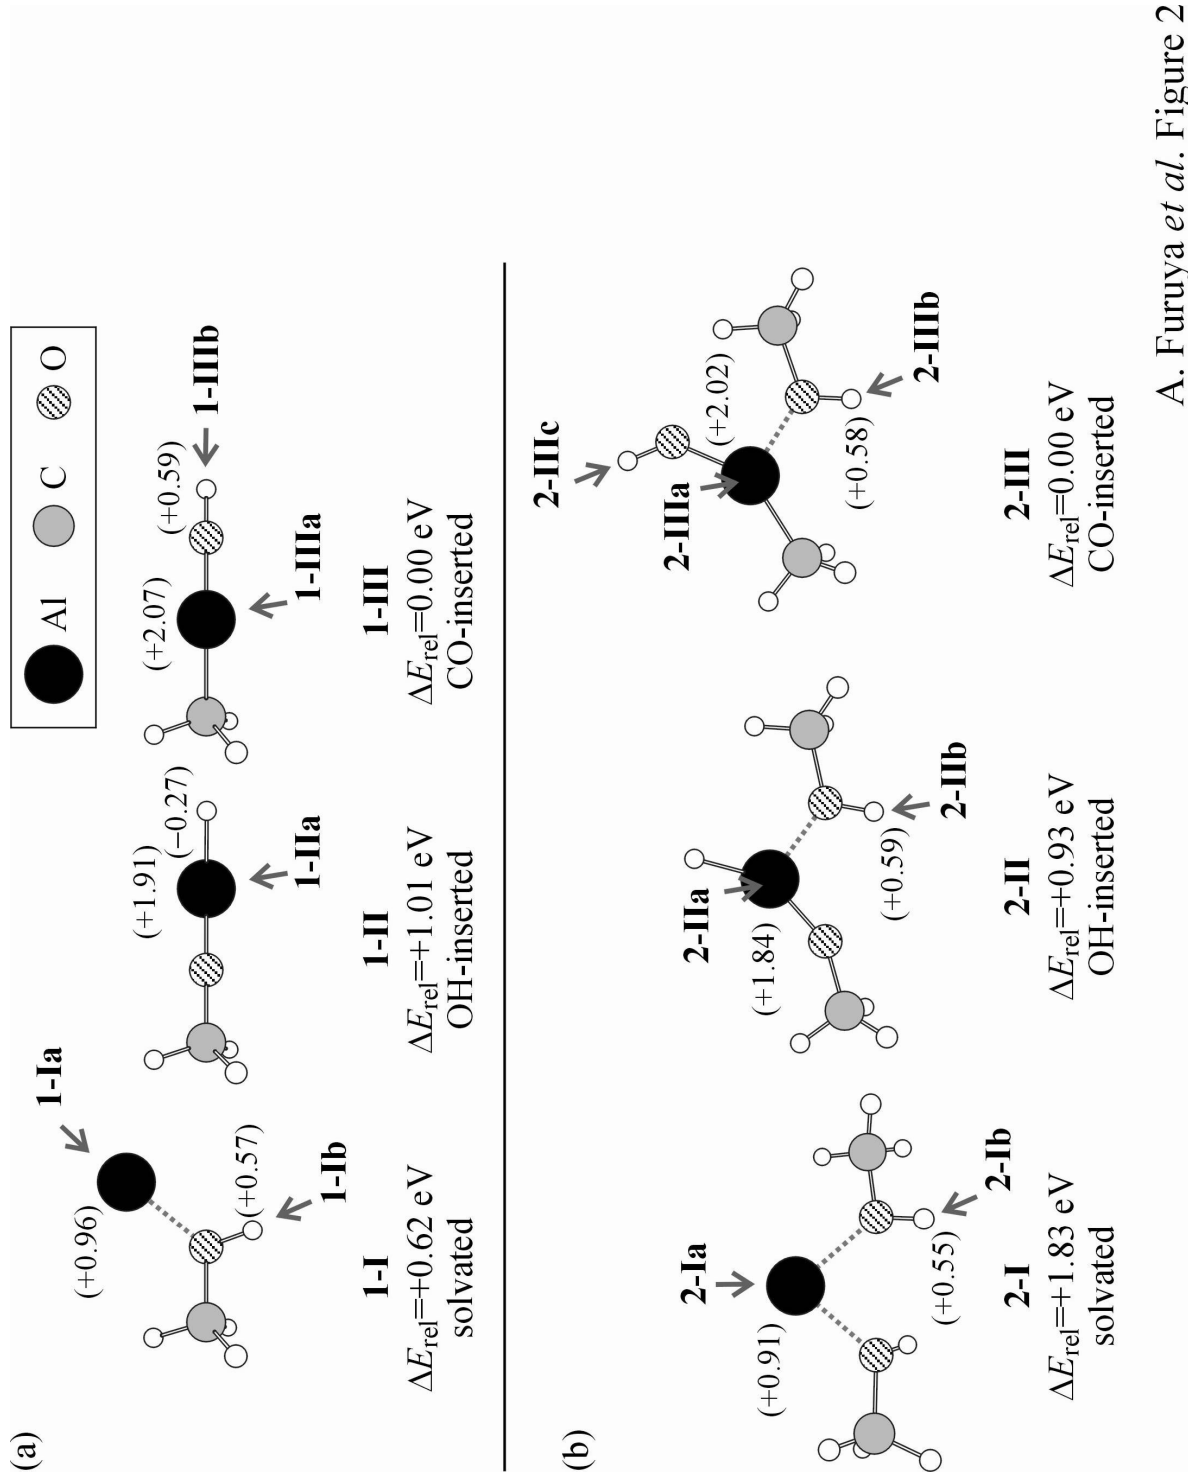 (a)
Al C O
1-Ia
(+0.96)
(+0.57)
1-Ib
1-I
ΔErel=+0.62 eV
solvated
(+1.91)
(−0.27)
1-IIa
1-II
ΔErel=+1.01 eV
OH-inserted
(+2.07)
(+0.59)
1-IIIb
1-IIIa
1-III
ΔErel=0.00 eV
CO-inserted
(b)
2-Ia
(+0.91)
(+0.55)
2-Ib
2-I
ΔErel=+1.83 eV
solvated
2-IIa
(+1.84)
(+0.59)
2-IIb
2-II
ΔErel=+0.93 eV
OH-inserted
2-IIIc
2-IIIa
(+2.02)
(+0.58)
2-IIIb
2-III
ΔErel=0.00 eV
CO-inserted
A. Furuya et al. Figure 2